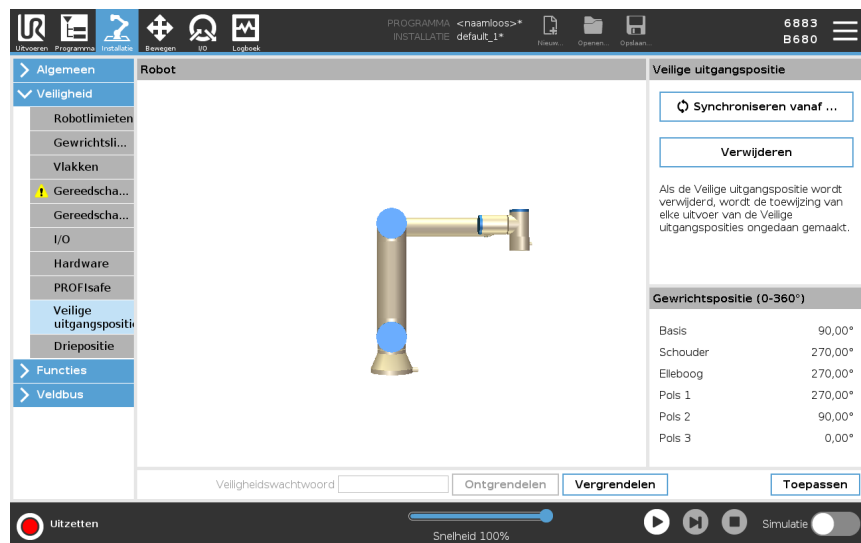 PROGRAMMA <naamloos>*
INSTALLATIE default_1*
UR
Uitvoeren Programma Installatie Bewegen I/O Logboek
Nieuw... Openen... Opslaan...
6883
B680
Algemeen
Veiligheid
Robotlimieten
Gewrichtsli...
Vlakken
Gereedscha...
Gereedscha...
I/O
Hardware
PROFIsafe
Veilige
uitgangspositi
Driepositie
Functies
Veldbus
Robot
Veilige uitgangspositie
Synchroniseren vanaf ...
Verwijderen
Als de Veilige uitgangspositie wordt
verwijderd, wordt de toewijzing van
elke uitvoer van de Veilige
uitgangsposities ongedaan gemaakt.
Gewrichtspositie (0-360°)
Basis 90,00°
Schouder 270,00°
Elleboog 270,00°
Pols 1 270,00°
Pols 2 90,00°
Pols 3 0,00°
Veiligheidswachtwoord Ontgrendelen Vergrendelen Toepassen
Uitzetten
Snelheid 100%
Simulatie